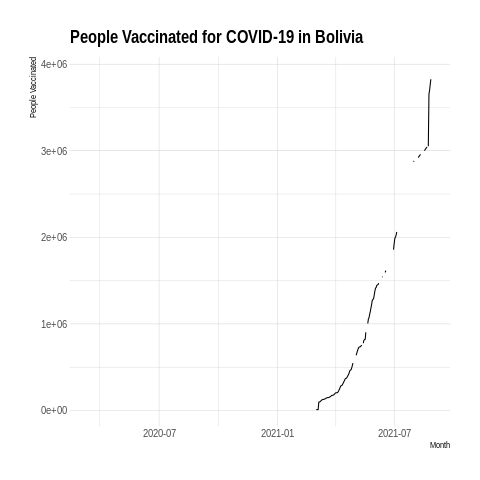 People Vaccinated for COVID-19 in Bolivia
People Vaccinated
4e+06
3e+06
2e+06
1e+06
0e+00
2020-07
2021-01
2021-07
Month